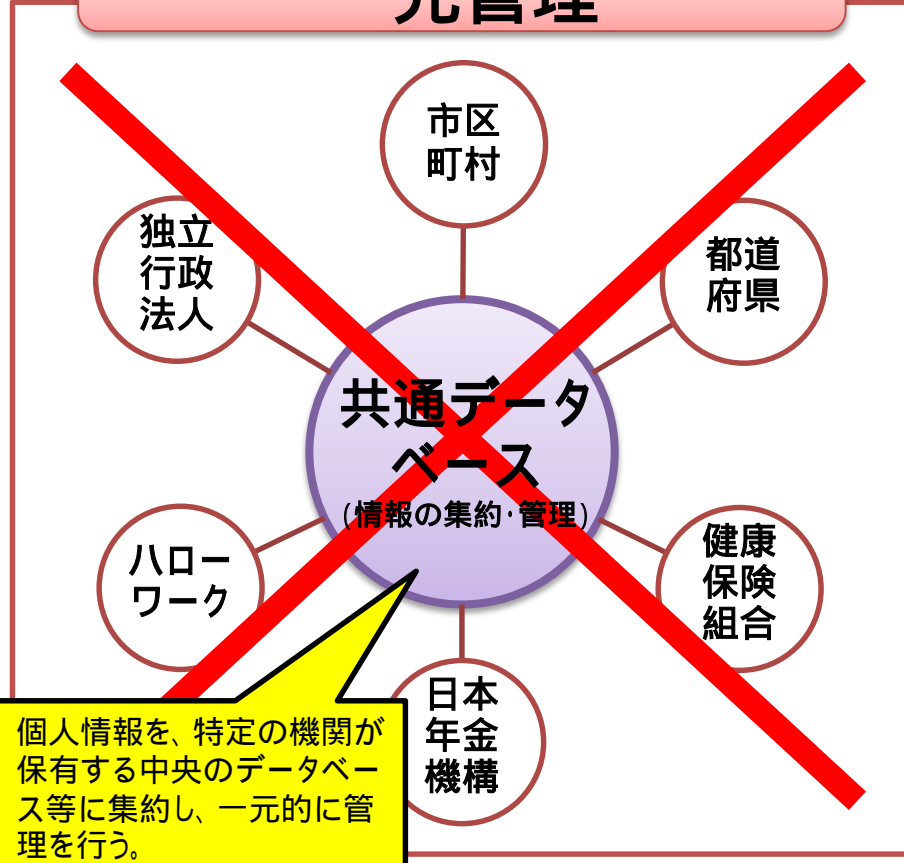 元管理
市区
町村
独立
行政
法人
都道
府県
共通データ
ベース
(情報の集約･管理)
ハロー
ワーク
健康
保険
組合
日本
年金
機構
個人情報を、特定の機関が
保有する中央のデータベー
ス等に集約し、一元的に管
理を行う。